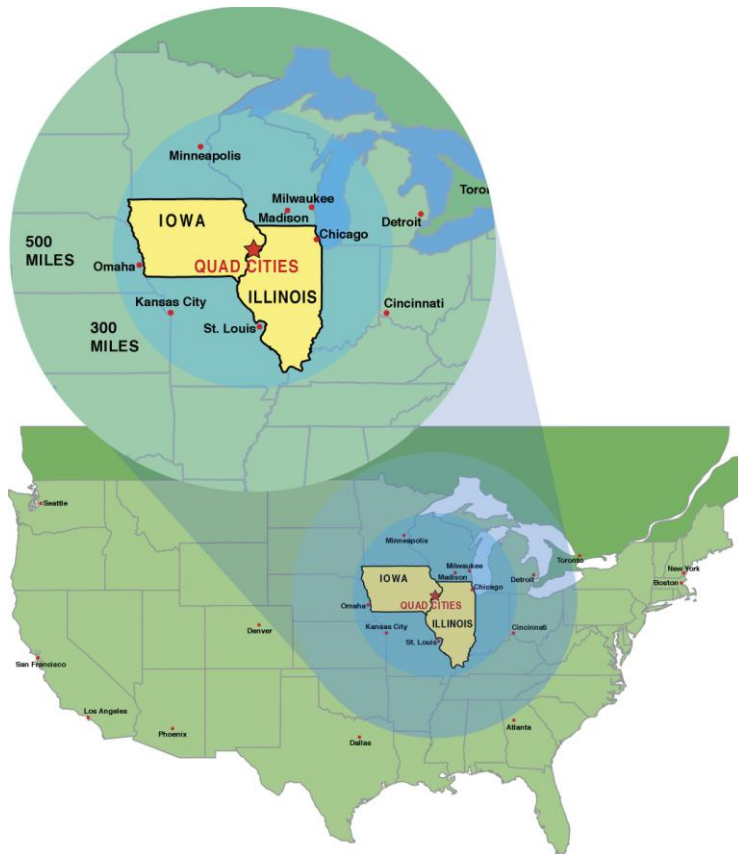 Minneapolis
Milwaukee
Madison
Toron
Detroit
IOWA
Chicago
500
MILES
Omaha
QUAD CITIES
ILLINOIS
Kansas City
Cincinnati
300
MILES
St. Louis
Seattle
Minneapolis
Toronto
Milwaukee
Madison
New York
IOWA
Detroit
Boston
Chicago
Omaha
QUAD CITIES
Denver
ILLINOIS
Kansas City
Cincinnati
St. Louis
San Francisco
Los Angeles
Phoenix
Atlanta
Dallas